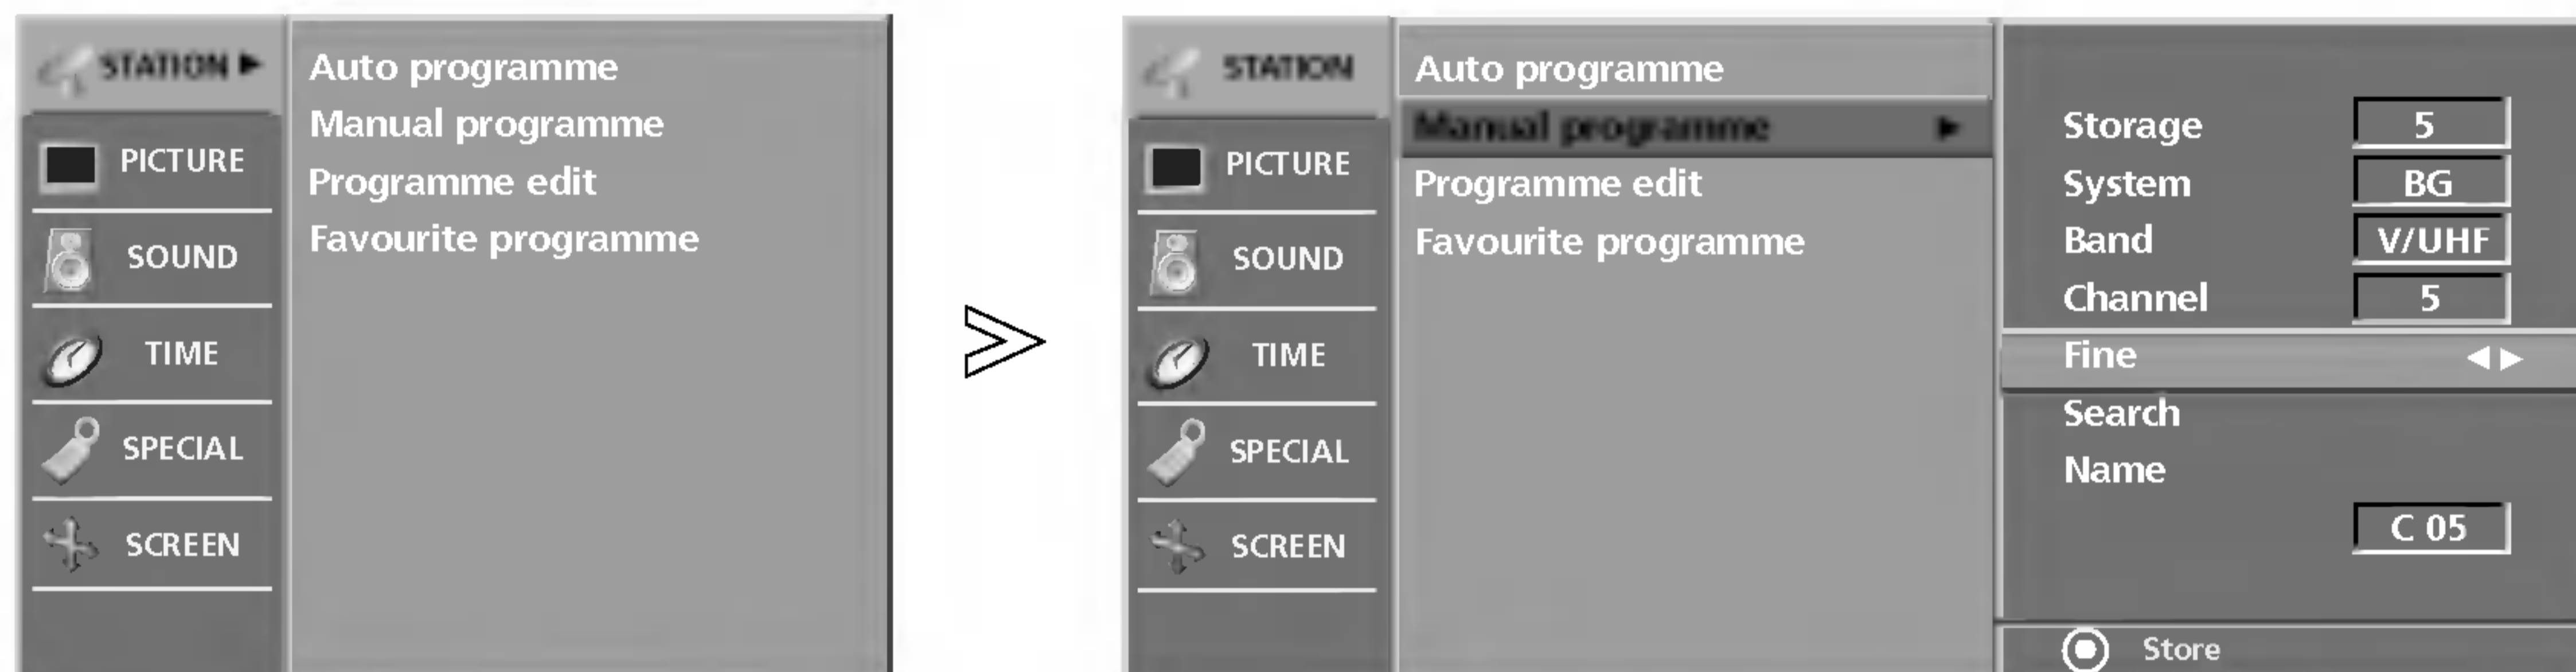 STATION
PICTURE
SOUND
TIME
SPECIAL
SCREEN
Auto programme
Manual programme
Programme edit
Favourite programme
STATION
PICTURE
SOUND
TIME
SPECIAL
SCREEN
Auto programme
Manual programme
Programme edit
Favourite programme
Storage 5
System BG
Band V/UHF
Channel 5
Fine
Search
Name
C 05
Store